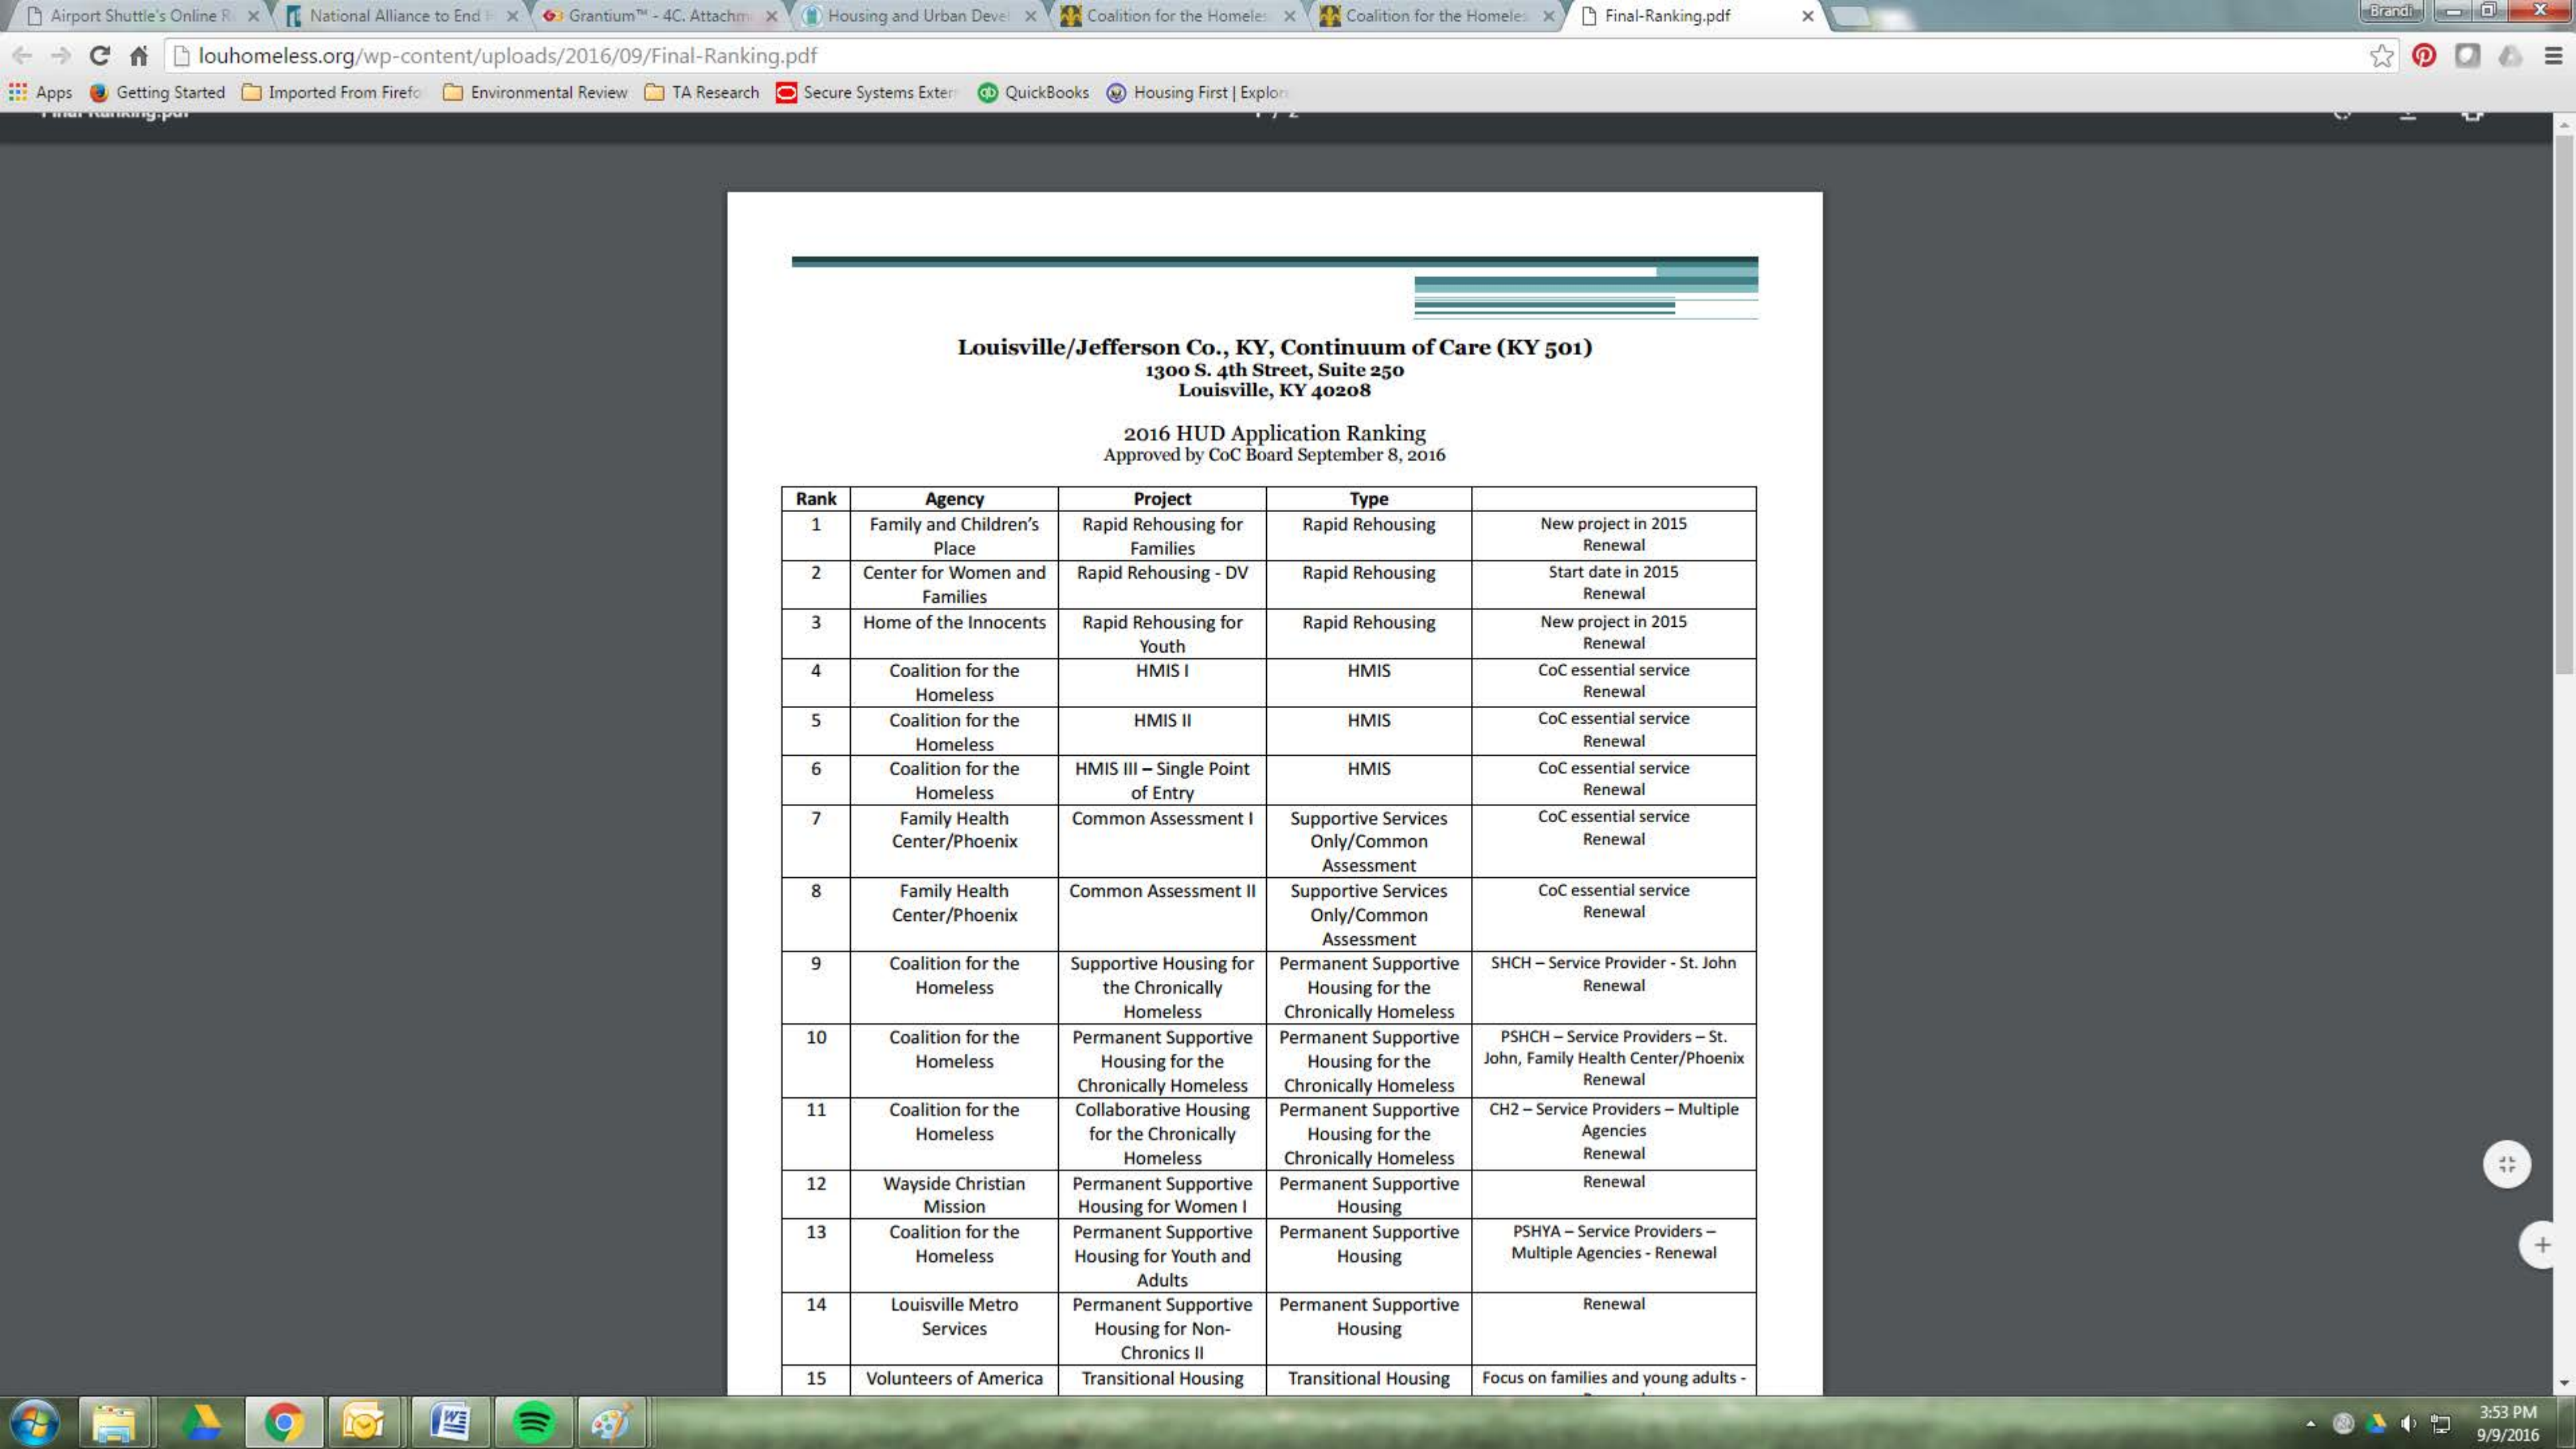 Airport Shuttle's Online R
National Alliance to End
Grantium™ - 4C. Attachm
Housing and Urban Devel
Coalition for the Homeles
Coalition for the Homeles
Final-Ranking.pdf
Brandi
louhomeless.org/wp-content/uploads/2016/09/Final-Ranking.pdf
Apps Getting Started Imported From Firefo Environmental Review TA Research Secure Systems Exter QuickBooks Housing First | Explor
Final-Ranking.pdf 1 / 2
Louisville/Jefferson Co., KY, Continuum of Care (KY 501)
1300 S. 4th Street, Suite 250
Louisville, KY 40208
2016 HUD Application Ranking
Approved by CoC Board September 8, 2016
Rank Agency Project Type
1 Family and Children's Rapid Rehousing for Rapid Rehousing New project in 2015
Place Families Renewal
2 Center for Women and Rapid Rehousing - DV Rapid Rehousing Start date in 2015
Families Renewal
3 Home of the Innocents Rapid Rehousing for Rapid Rehousing New project in 2015
Youth Renewal
4 Coalition for the HMIS I HMIS CoC essential service
Homeless Renewal
5 Coalition for the HMIS II HMIS CoC essential service
Homeless Renewal
6 Coalition for the HMIS III – Single Point HMIS CoC essential service
Homeless of Entry Renewal
7 Family Health Common Assessment I Supportive Services CoC essential service
Center/Phoenix Only/Common Renewal
Assessment
8 Family Health Common Assessment II Supportive Services CoC essential service
Center/Phoenix Only/Common Renewal
Assessment
9 Coalition for the Supportive Housing for Permanent Supportive SHCH – Service Provider - St. John
Homeless the Chronically Housing for the Renewal
Homeless Chronically Homeless
10 Coalition for the Permanent Supportive Permanent Supportive PSHCH – Service Providers – St.
Homeless Housing for the Housing for the John, Family Health Center/Phoenix
Chronically Homeless Chronically Homeless Renewal
11 Coalition for the Collaborative Housing Permanent Supportive CH2 – Service Providers – Multiple
Homeless for the Chronically Housing for the Agencies
Homeless Chronically Homeless Renewal
12 Wayside Christian Permanent Supportive Permanent Supportive Renewal
Mission Housing for Women I Housing
13 Coalition for the Permanent Supportive Permanent Supportive PSHYA – Service Providers –
Homeless Housing for Youth and Housing Multiple Agencies - Renewal
Adults
14 Louisville Metro Permanent Supportive Permanent Supportive Renewal
Services Housing for Non- Housing
Chronics II
15 Volunteers of America Transitional Housing Transitional Housing Focus on families and young adults -
3:53 PM
9/9/2016